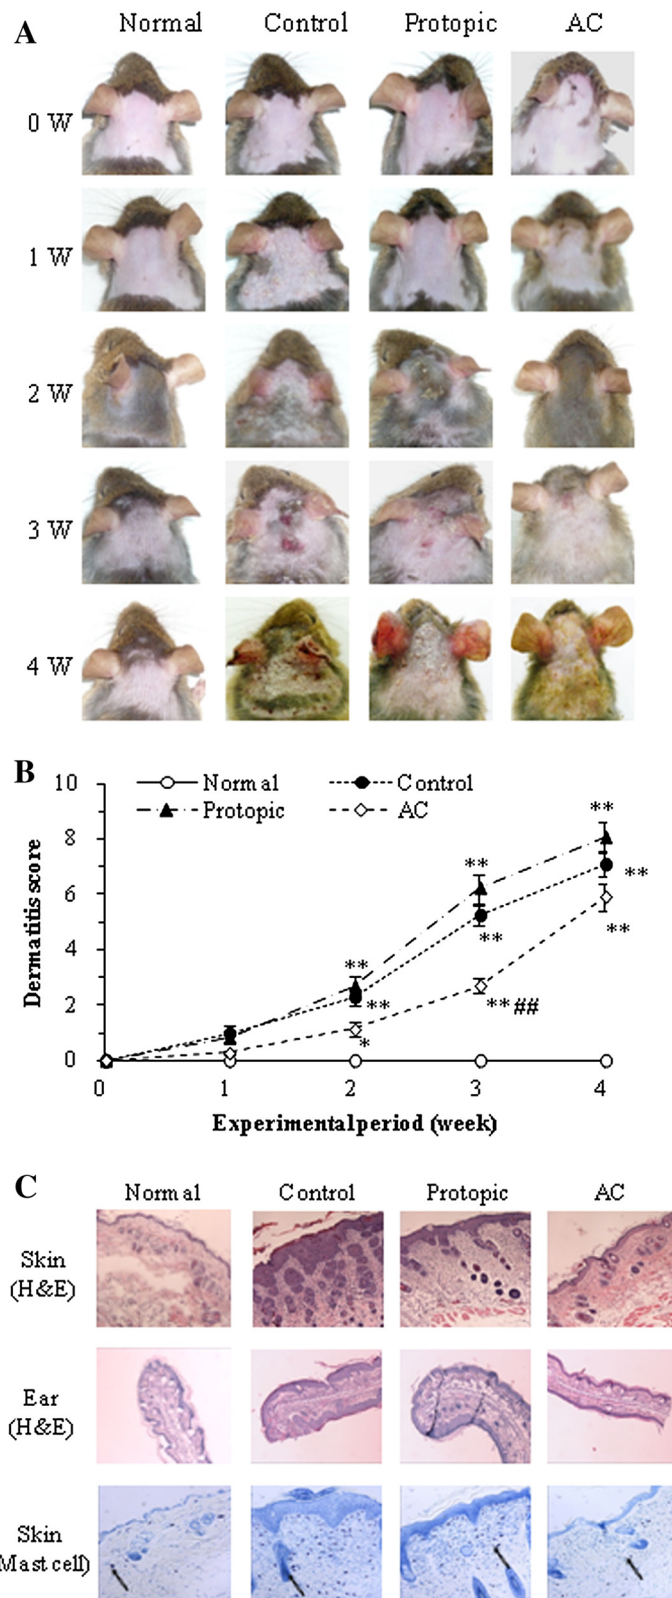 A
Normal Control Protopic AC
0 W
1 W
2 W
3 W
4 W
B
10
8
6
4
2
0
Normal Control
Protopic AC
Dermatitis score
**
**
**
**
**
**
**
*
** ##
0 1 2 3 4
Experimental period (week)
C
Normal Control Protopic AC
Skin
(H&E)
Ear
(H&E)
Skin
Mast cell)